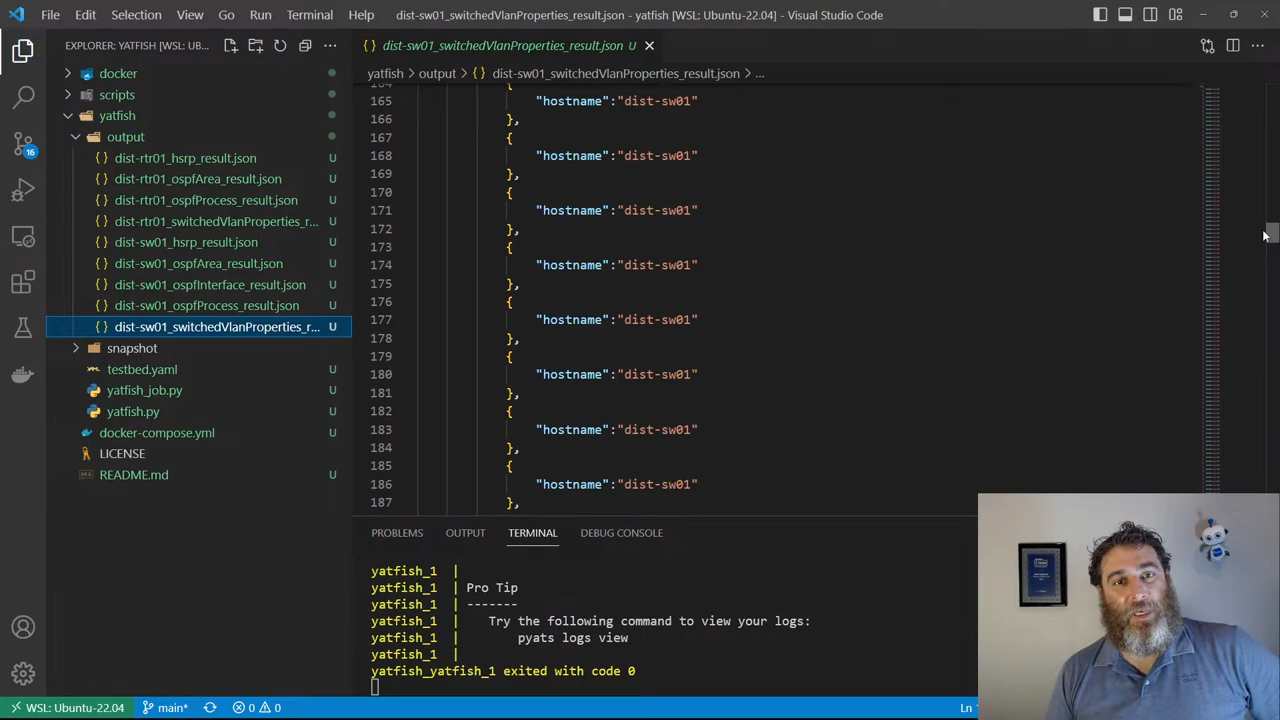 File Edit Selection View Go Run Terminal Help
dist-sw01_switchedVlanProperties_result.json - yatfish [WSL: Ubuntu-22.04] - Visual Studio Code
EXPLORER: YATFISH [WSL: UB...
docker
scripts
yatfish
output
dist-rtr01_hsrp_result.json U
dist-rtr01_ospfArea_result.json U
dist-rtr01_ospfProcess_result.json U
dist-rtr01_switchedVlanProperties_r... U
dist-sw01_hsrp_result.json U
dist-sw01_ospfArea_result.json U
dist-sw01_ospfInterface_result.json U
dist-sw01_ospfProcess_result.json U
dist-sw01_switchedVlanProperties_r... U
snapshot
testbed.yaml U
yatfish_job.py U
yatfish.py U
docker-compose.yml U
LICENSE U
README.md U
16
dist-sw01_switchedVlanProperties_result.json U
yatfish > output > {} dist-sw01_switchedVlanProperties_result.json > ...
164 {
165 "hostname":"dist-sw01"
166 },
167 {
168 "hostname":"dist-sw01"
169 },
170 {
171 "hostname":"dist-sw01"
172 },
173 {
174 "hostname":"dist-sw01"
175 },
176 {
177 "hostname":"dist-sw01"
178 },
179 {
180 "hostname":"dist-sw01"
181 },
182 {
183 "hostname":"dist-sw01"
184 },
185 {
186 "hostname":"dist-sw01"
187 },
PROBLEMS OUTPUT TERMINAL DEBUG CONSOLE
yatfish_1 |
yatfish_1 | Pro Tip
yatfish_1 | -------
yatfish_1 | Try the following command to view your logs:
yatfish_1 | pyats logs view
yatfish_1 |
yatfish_yatfish_1 exited with code 0
WSL: Ubuntu-22.04 main* 0 0